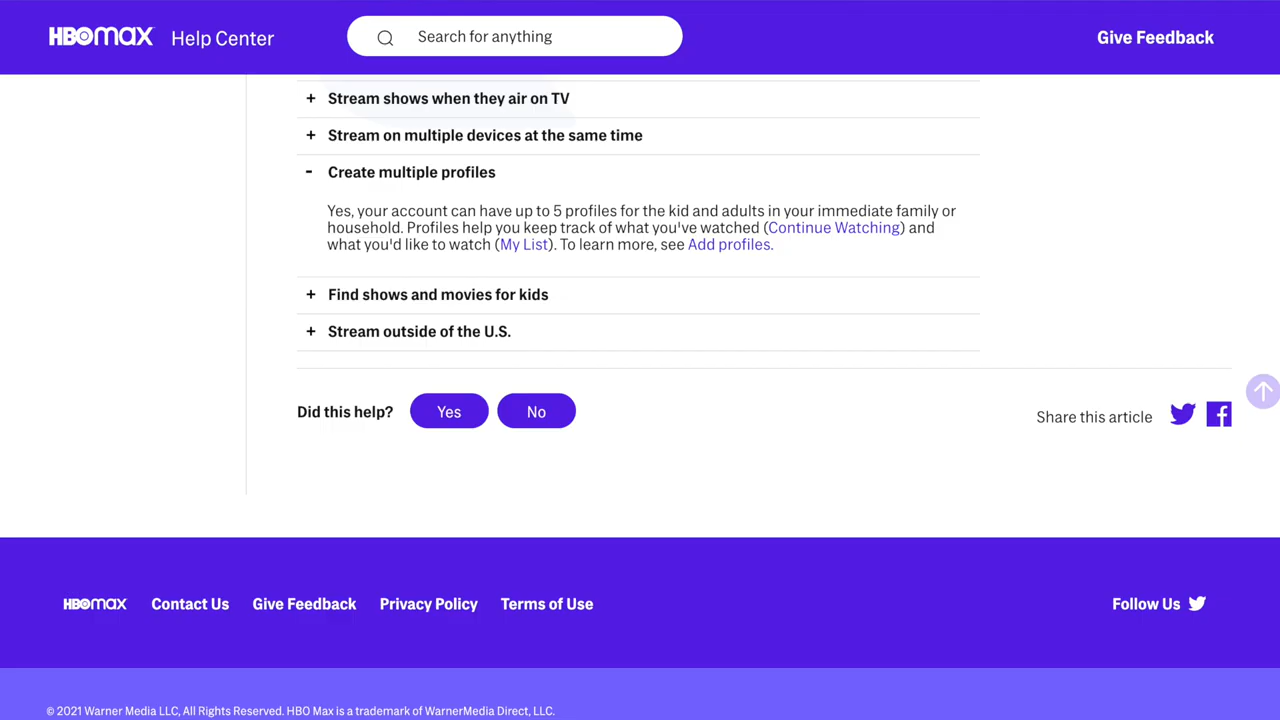 HBOMAX Help Center Search for anything Give Feedback
+ Stream shows when they air on TV
+ Stream on multiple devices at the same time
- Create multiple profiles
Yes, your account can have up to 5 profiles for the kid and adults in your immediate family or
household. Profiles help you keep track of what you've watched (Continue Watching) and
what you'd like to watch (My List). To learn more, see Add profiles.
+ Find shows and movies for kids
+ Stream outside of the U.S.
Did this help? Yes No Share this article
HBOMAX Contact Us Give Feedback Privacy Policy Terms of Use Follow Us
© 2021 Warner Media LLC, All Rights Reserved. HBO Max is a trademark of WarnerMedia Direct, LLC.